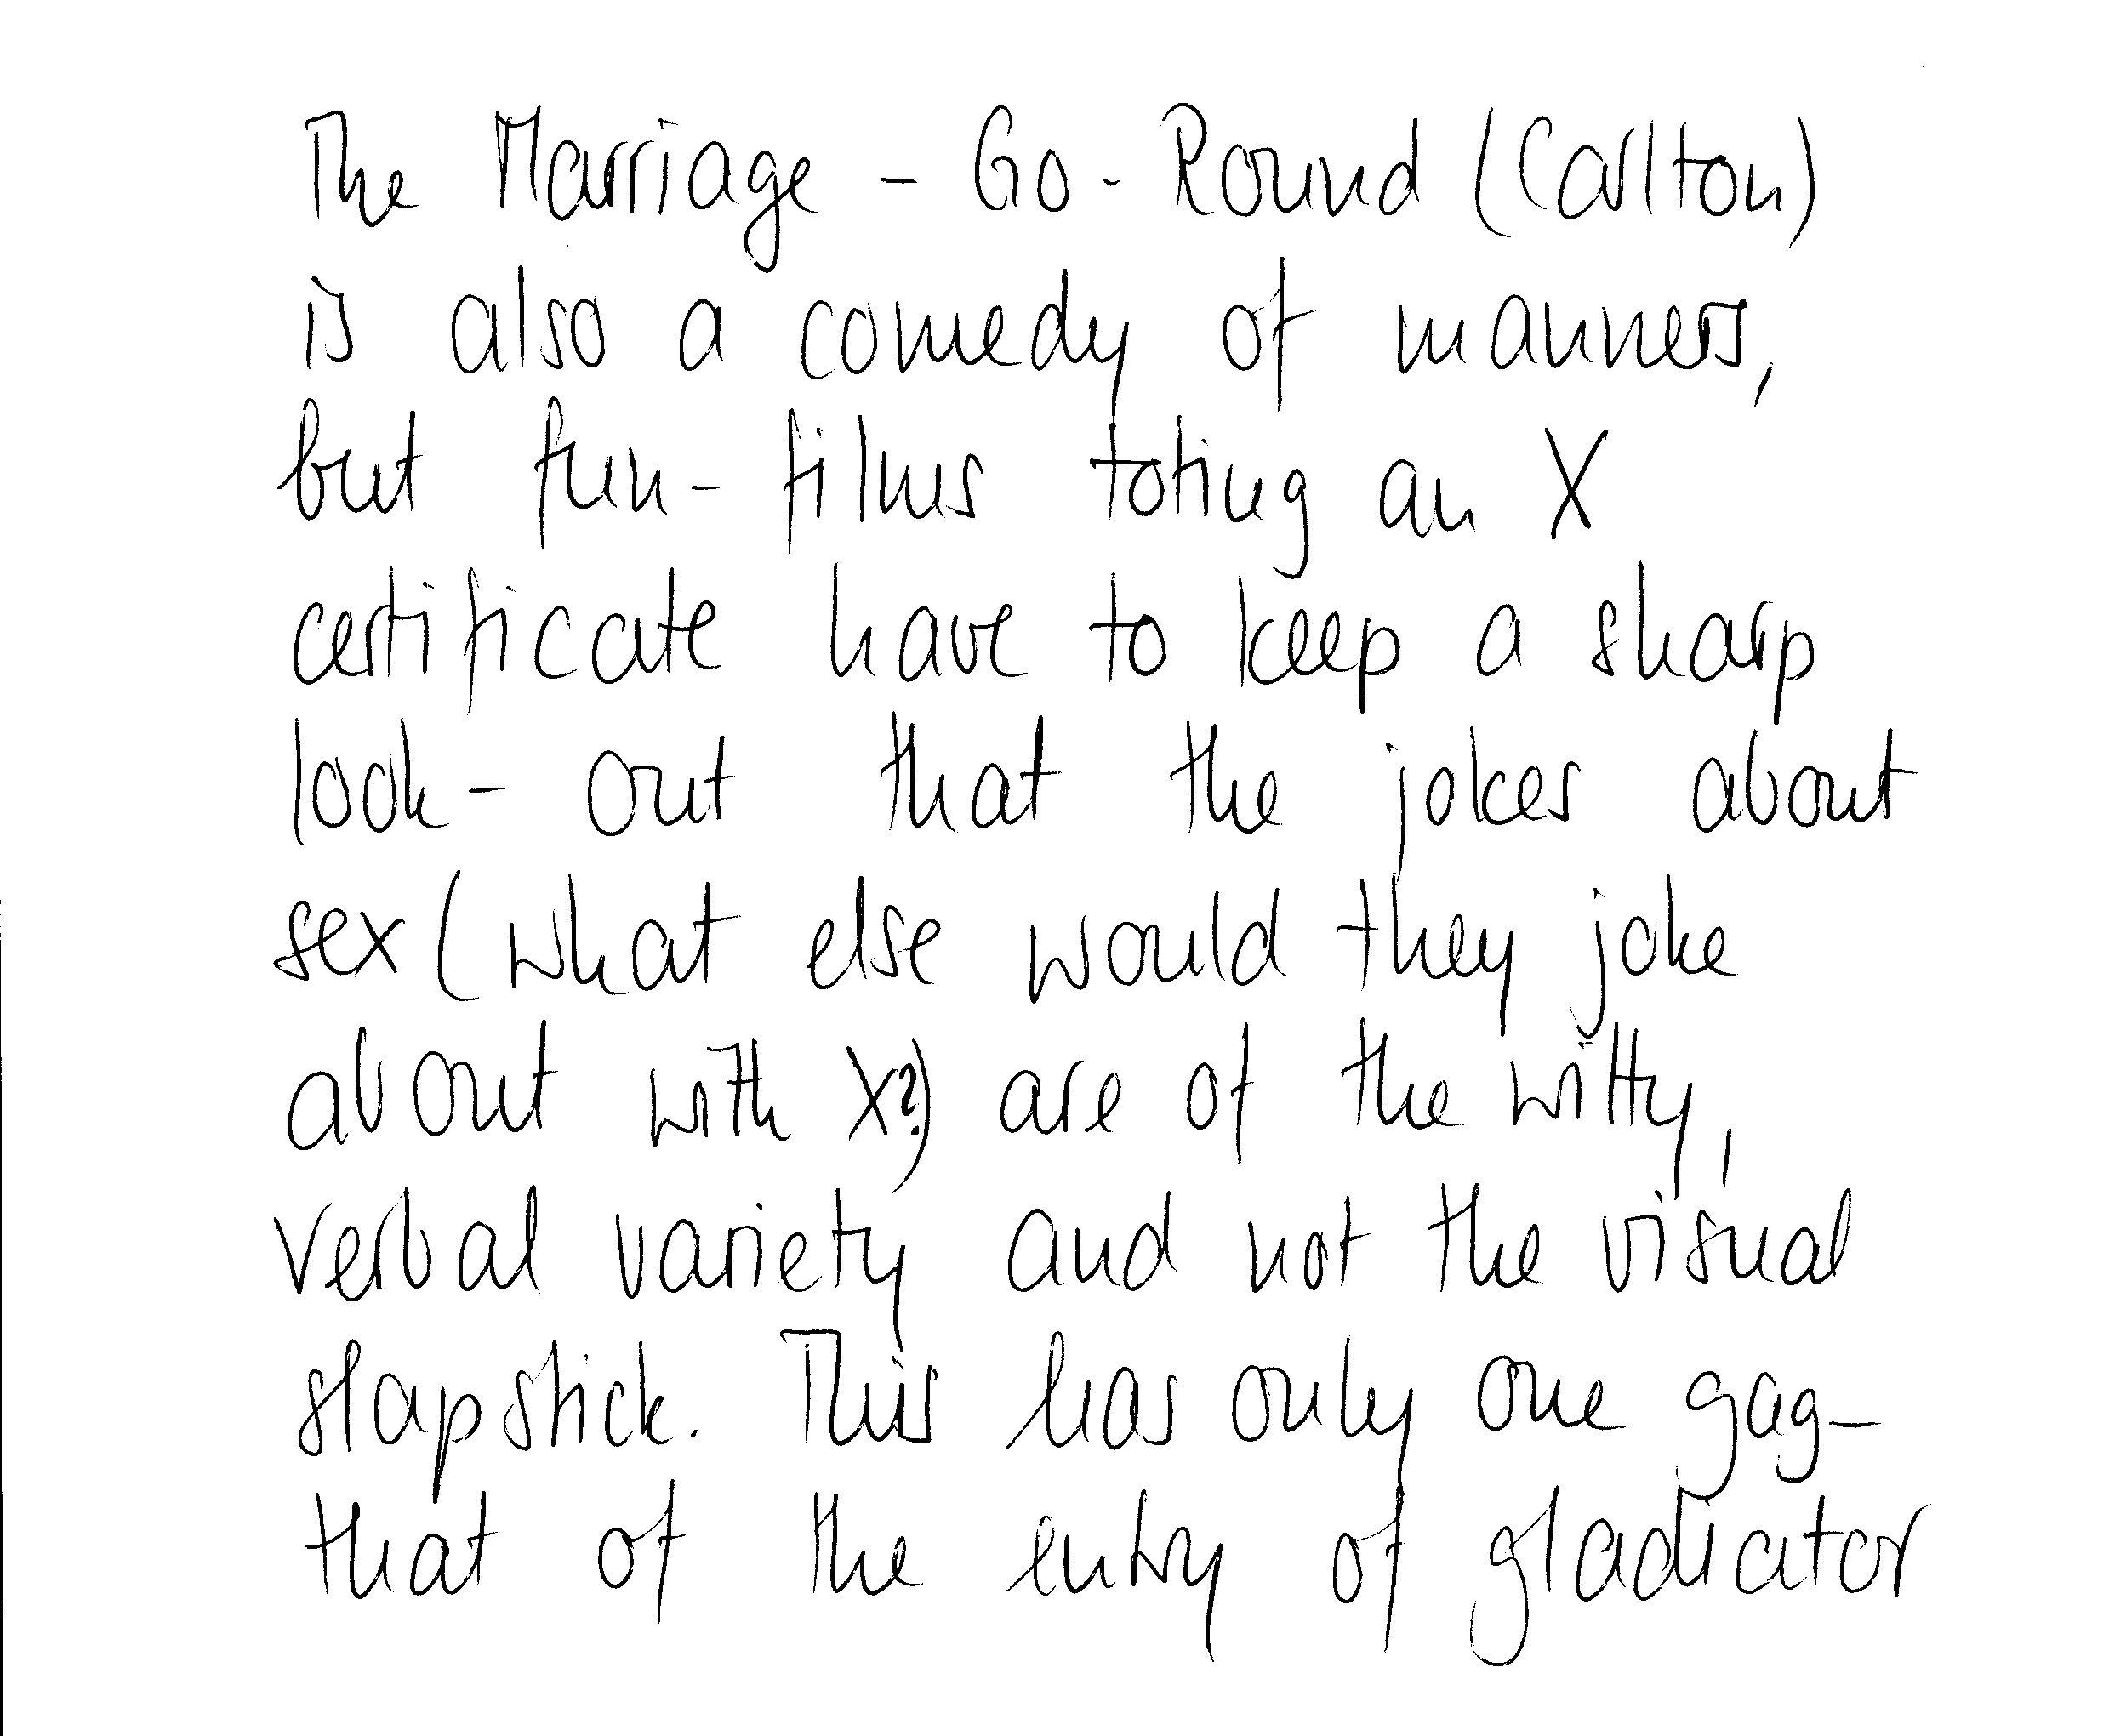 The Marriage - Go - Round (Carlton)
is also a comedy of manners,
but fun- films toting an X
certificate have to keep a sharp
look- out that the jokes about
sex (what else would they joke
about with X?) are of the witty,
verbal variety and not the visual
slapstick. This has only one gag-
that of the entry of gladiator